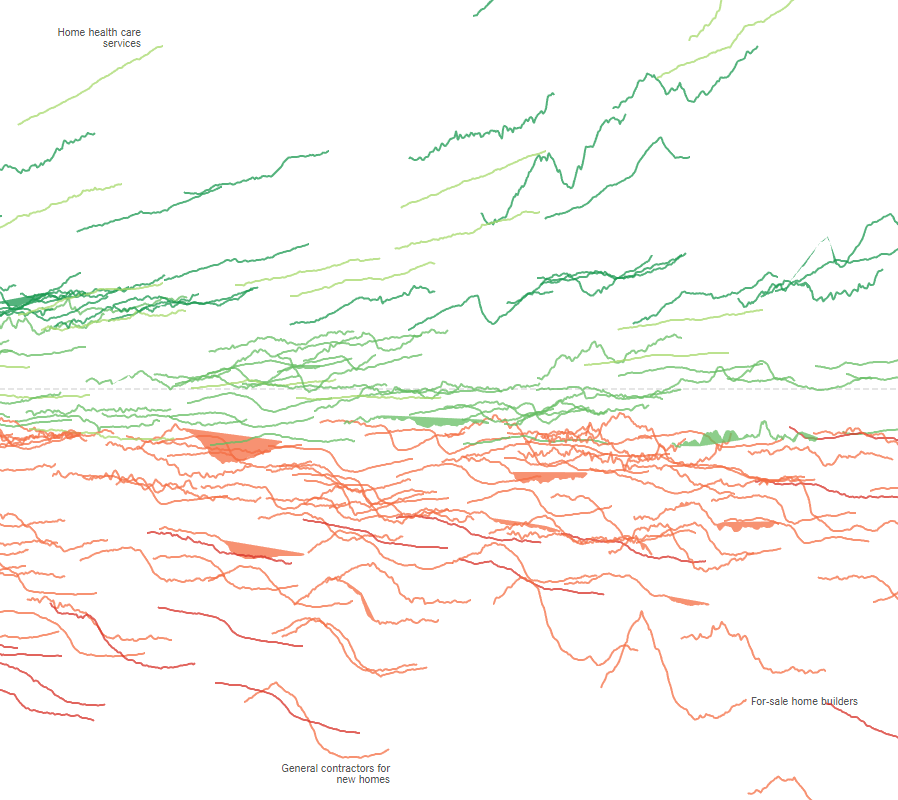 Home health care
services
For-sale home builders
General contractors for
new homes